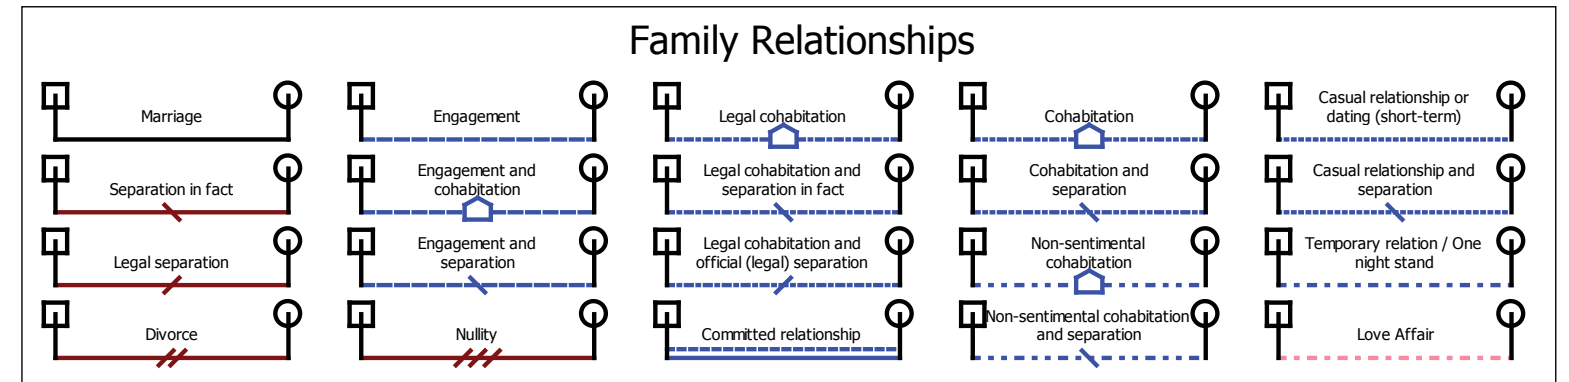 Family Relationships
Marriage
Engagement
Legal cohabitation
Cohabitation
Casual relationship or
dating (short-term)
Separation in fact
Engagement and
cohabitation
Legal cohabitation and
separation in fact
Cohabitation and
separation
Casual relationship and
separation
Legal separation
Engagement and
separation
Legal cohabitation and
official (legal) separation
Non-sentimental
cohabitation
Temporary relation / One
night stand
Divorce
Nullity
Committed relationship
Non-sentimental cohabitation
and separation
Love Affair